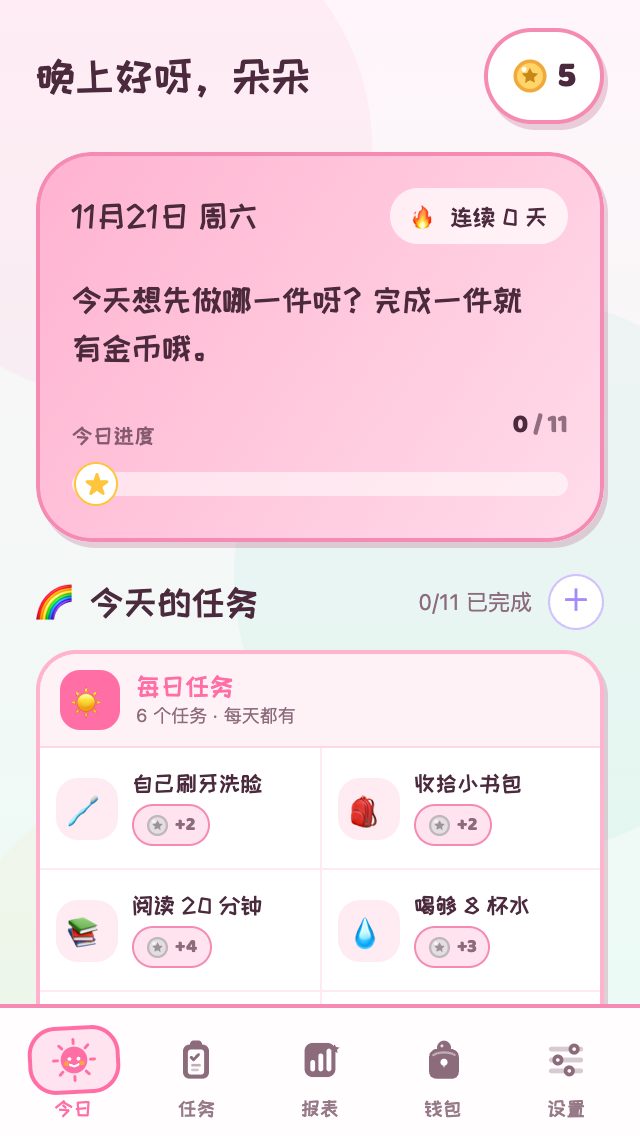 晚上好呀，朵朵
5
11月21日 周六
连续 0 天
今天想先做哪一件呀？完成一件就
有金币哦。
今日进度
0 / 11
今天的任务
0/11 已完成
每日任务
6 个任务 · 每天都有
自己刷牙洗脸
+2
收拾小书包
+2
阅读 20 分钟
+4
喝够 8 杯水
+3
今日
任务
报表
钱包
设置